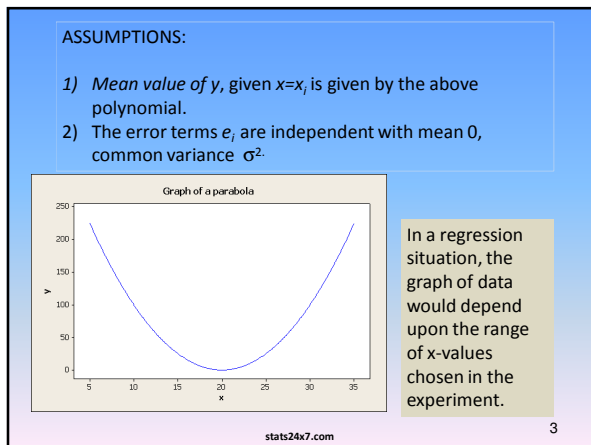 ASSUMPTIONS:
1) Mean value of y, given x=xi is given by the above
polynomial.
2) The error terms ei are independent with mean 0,
common variance σ2.
Graph of a parabola
250
200
150
100
50
0
y
5 10 15 20 25 30 35
x
In a regression
situation, the
graph of data
would depend
upon the range
of x-values
chosen in the
experiment.
stats24x7.com
3